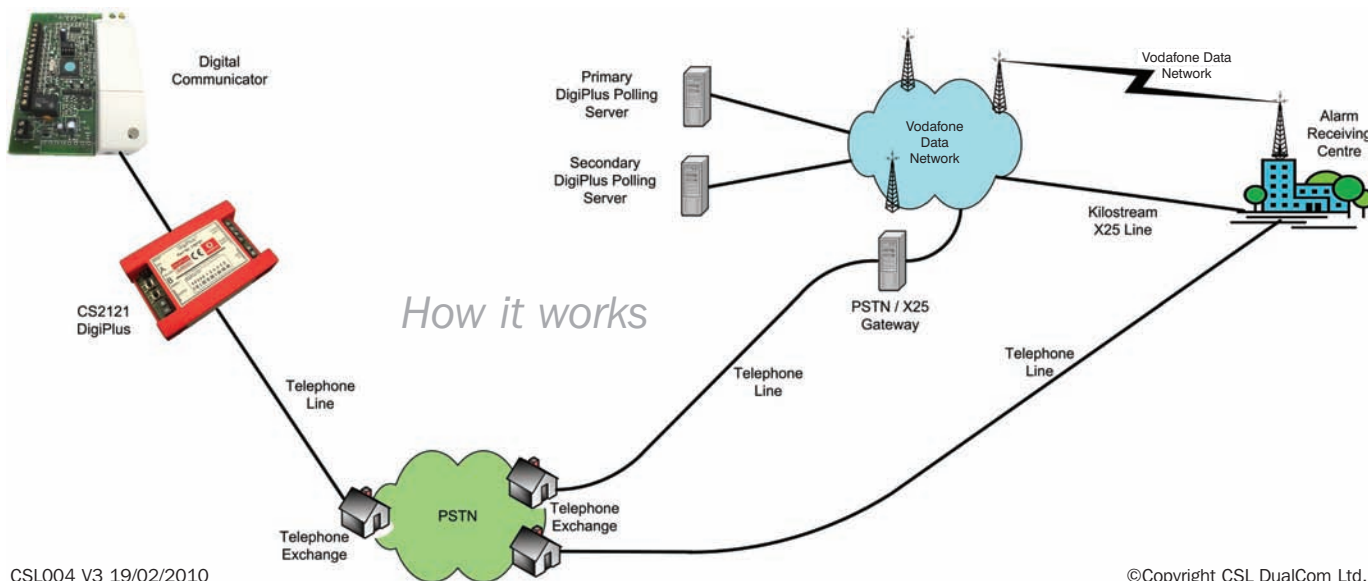 Digital
Communicator
Primary
DigiPlus Polling
Server
Secondary
DigiPlus Polling
Server
Vodafone
Data
Network
Vodafone Data
Network
Alarm
Receiving
Centre
Kilostream
X25 Line
PSTN / X25
Gateway
CS2121
DigiPlus
How it works
Telephone
Line
Telephone
Line
Telephone
Line
PSTN
Telephone
Exchange
Telephone
Exchange
CSL004 V3 19/02/2010
©Copyright CSL DualCom Ltd.